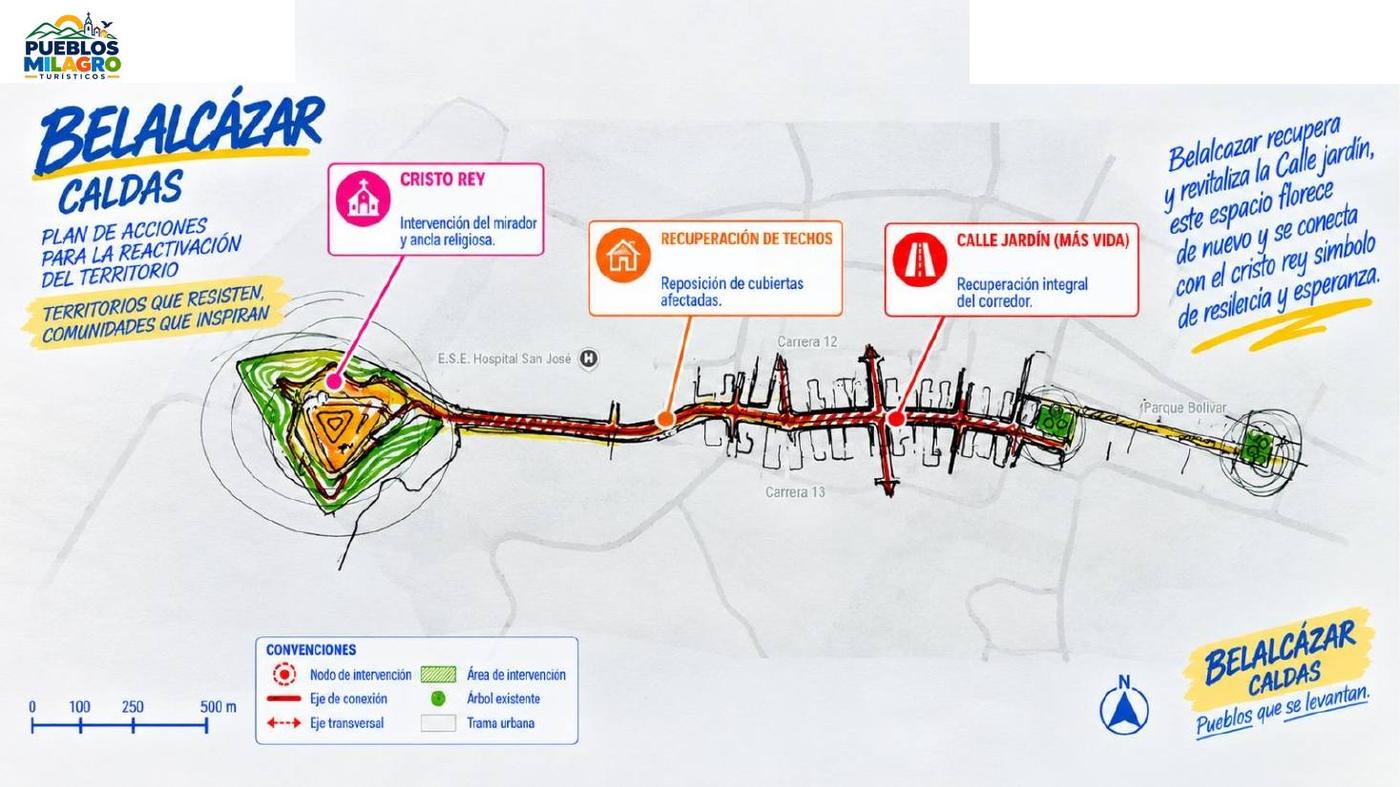 PUEBLOS
MILAGRO
TURÍSTICOS
BELALCÁZAR
CALDAS
PLAN DE ACCIONES
PARA LA REACTIVACIÓN
DEL TERRITORIO
TERRITORIOS QUE RESISTEN,
COMUNIDADES QUE INSPIRAN
CRISTO REY
Intervención del mirador
y ancla religiosa.
RECUPERACIÓN DE TECHOS
Reposición de cubiertas
afectadas.
CALLE JARDÍN (MÁS VIDA)
Recuperación integral
del corredor.
Belalcazar recupera
y revitaliza la Calle jardín,
este espacio florece
de nuevo y se conecta
con el cristo rey simbolo
de resilelcía y esperanza.
E.S.E. Hospital San José H
Carrera 12
Parque Bolívar
Carrera 13
CONVENCIONES
Nodo de intervención
Área de intervención
Eje de conexión
Árbol existente
Eje transversal
Trama urbana
0 100 250 500 m
N
BELALCÁZAR
CALDAS
Pueblos que se levantan.